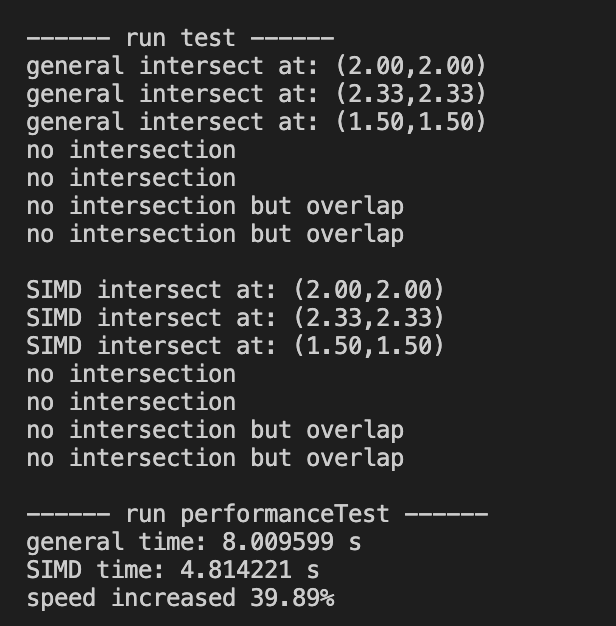 ------ run test ------
general intersect at: (2.00,2.00)
general intersect at: (2.33,2.33)
general intersect at: (1.50,1.50)
no intersection
no intersection
no intersection but overlap
no intersection but overlap

SIMD intersect at: (2.00,2.00)
SIMD intersect at: (2.33,2.33)
SIMD intersect at: (1.50,1.50)
no intersection
no intersection
no intersection but overlap
no intersection but overlap

------ run performanceTest ------
general time: 8.009599 s
SIMD time: 4.814221 s
speed increased 39.89%